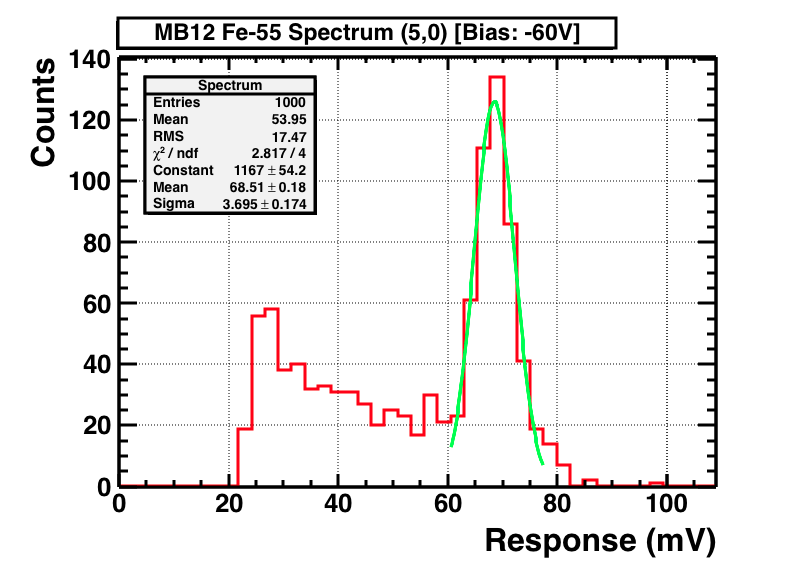 MB12 Fe-55 Spectrum (5,0) [Bias: -60V]
Counts
140
120
100
80
60
40
20
0
Spectrum
Entries 1000
Mean 53.95
RMS 17.47
χ² / ndf 2.817 / 4
Constant 1167 ± 54.2
Mean 68.51 ± 0.18
Sigma 3.695 ± 0.174
0 20 40 60 80 100
Response (mV)